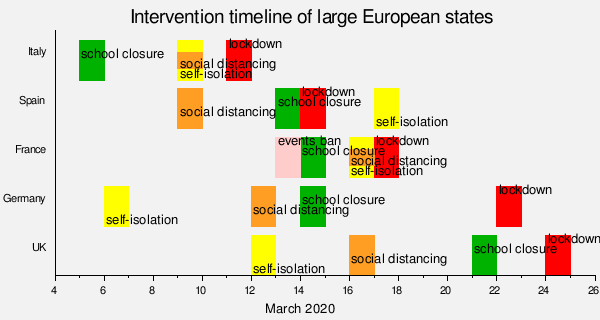 Intervention timeline of large European states
Italy
school closure
lockdown
social distancing
self-isolation
Spain
social distancing
lockdown
school closure
self-isolation
France
events ban
school closure
lockdown
social distancing
self-isolation
Germany
self-isolation
social distancing
school closure
lockdown
UK
self-isolation
social distancing
school closure
lockdown
4 6 8 10 12 14 16 18 20 22 24 26
March 2020